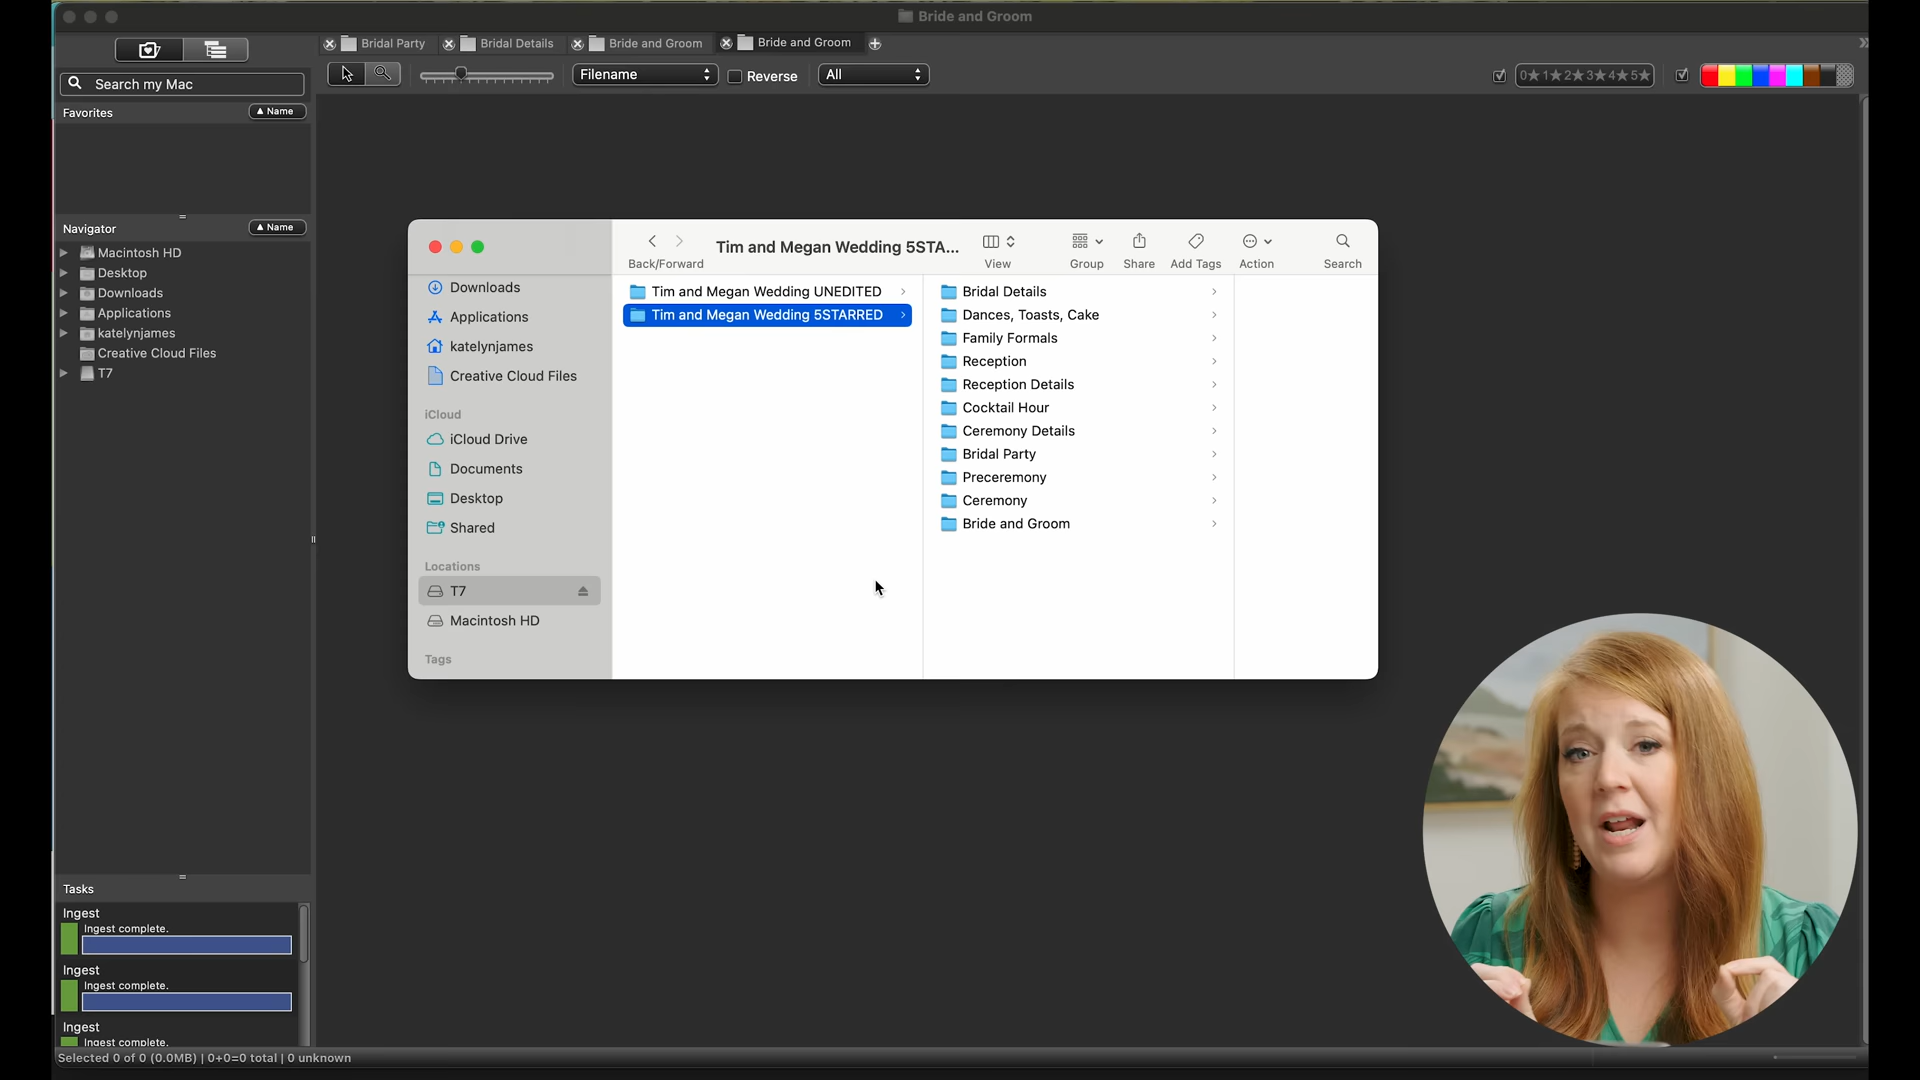 Bride and Groom
Bridal Party
Bridal Details
Bride and Groom
Bride and Groom
Search my Mac
Filename
Reverse
All
0★1★2★3★4★5★
Favorites
▲ Name
Navigator
▲ Name
Macintosh HD
Desktop
Downloads
Applications
katelynjames
Creative Cloud Files
T7
Tim and Megan Wedding 5STA...
Back/Forward
View
Group
Share
Add Tags
Action
Search
Downloads
Applications
katelynjames
Creative Cloud Files
iCloud
iCloud Drive
Documents
Desktop
Shared
Locations
T7
Macintosh HD
Tags
Tim and Megan Wedding UNEDITED
Tim and Megan Wedding 5STARRED
Bridal Details
Dances, Toasts, Cake
Family Formals
Reception
Reception Details
Cocktail Hour
Ceremony Details
Bridal Party
Preceremony
Ceremony
Bride and Groom
Tasks
Ingest
Ingest complete.
Ingest
Ingest complete.
Ingest
Ingest complete.
Selected 0 of 0 (0.0MB) | 0+0=0 total | 0 unknown